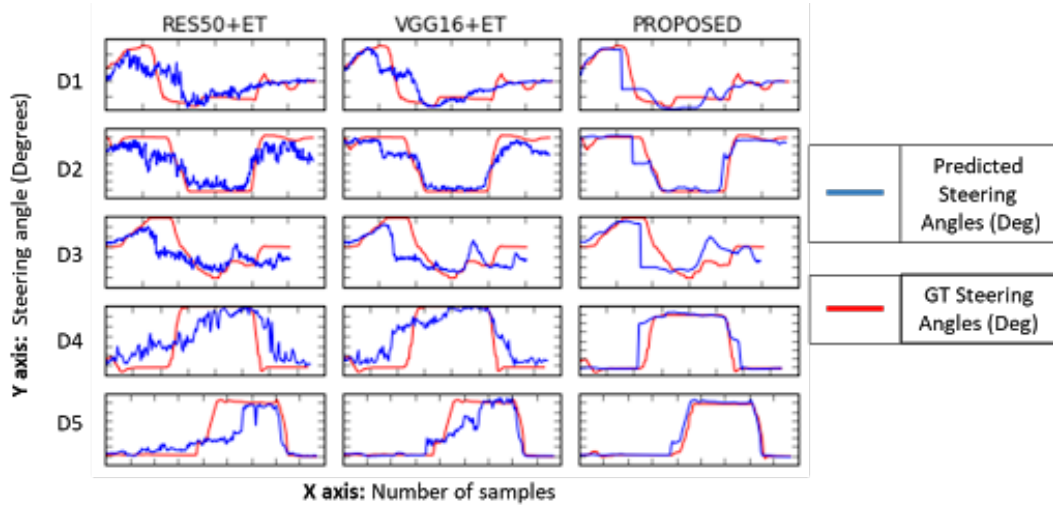 RES50+ET
VGG16+ET
PROPOSED
D1
D2
D3
D4
D5
Y axis: Steering angle (Degrees)
X axis: Number of samples
Predicted
Steering
Angles (Deg)
GT Steering
Angles (Deg)